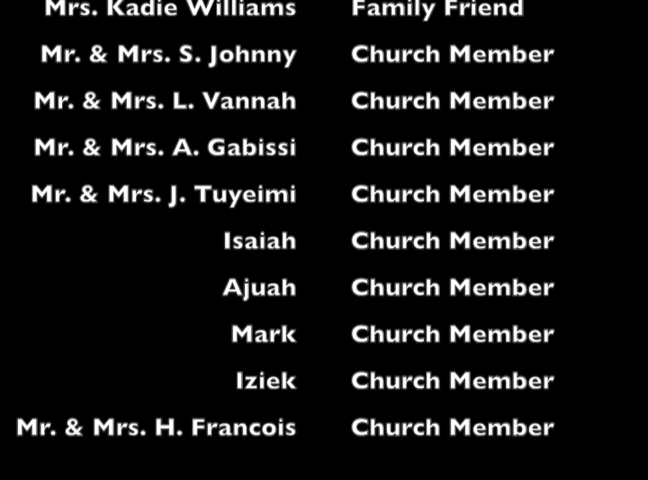 Mrs. Kadie Williams Family Friend
Mr. & Mrs. S. Johnny Church Member
Mr. & Mrs. L. Vannah Church Member
Mr. & Mrs. A. Gabissi Church Member
Mr. & Mrs. J. Tuyeimi Church Member
Isaiah Church Member
Ajuah Church Member
Mark Church Member
Iziek Church Member
Mr. & Mrs. H. Francois Church Member